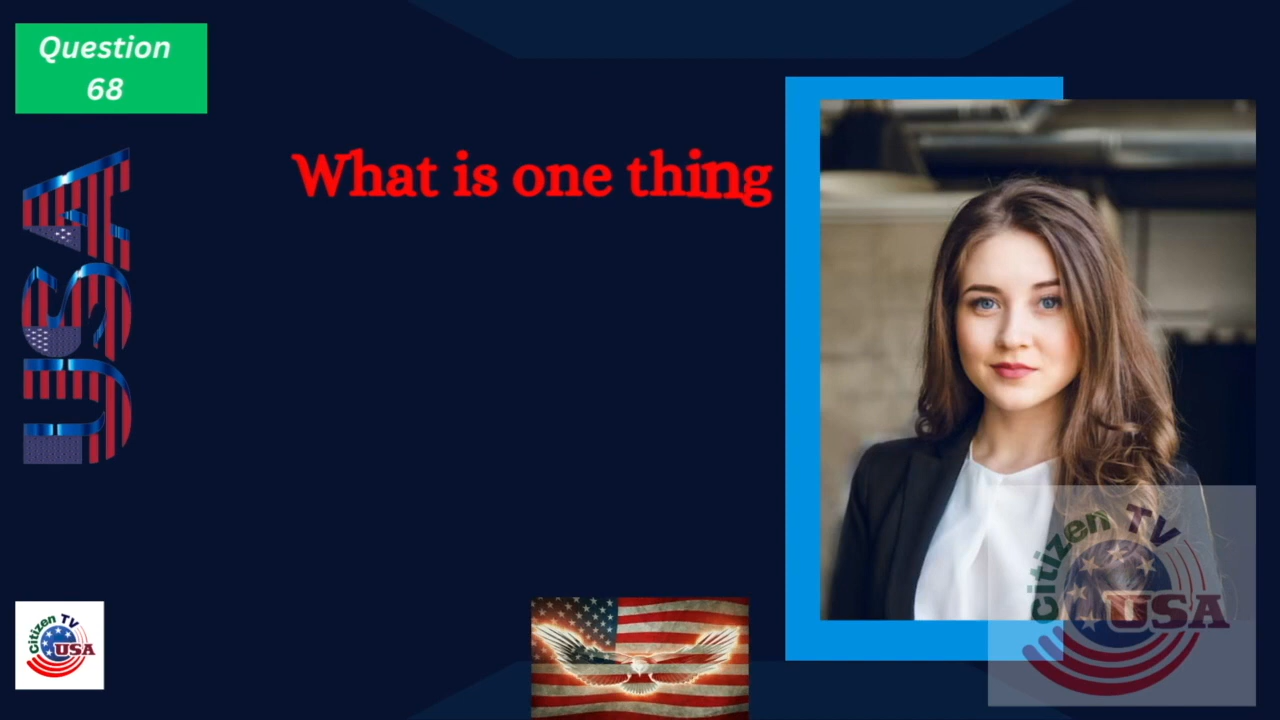 Question
68
What is one thing
USA
Citizen TV
USA
Citizen TV
USA